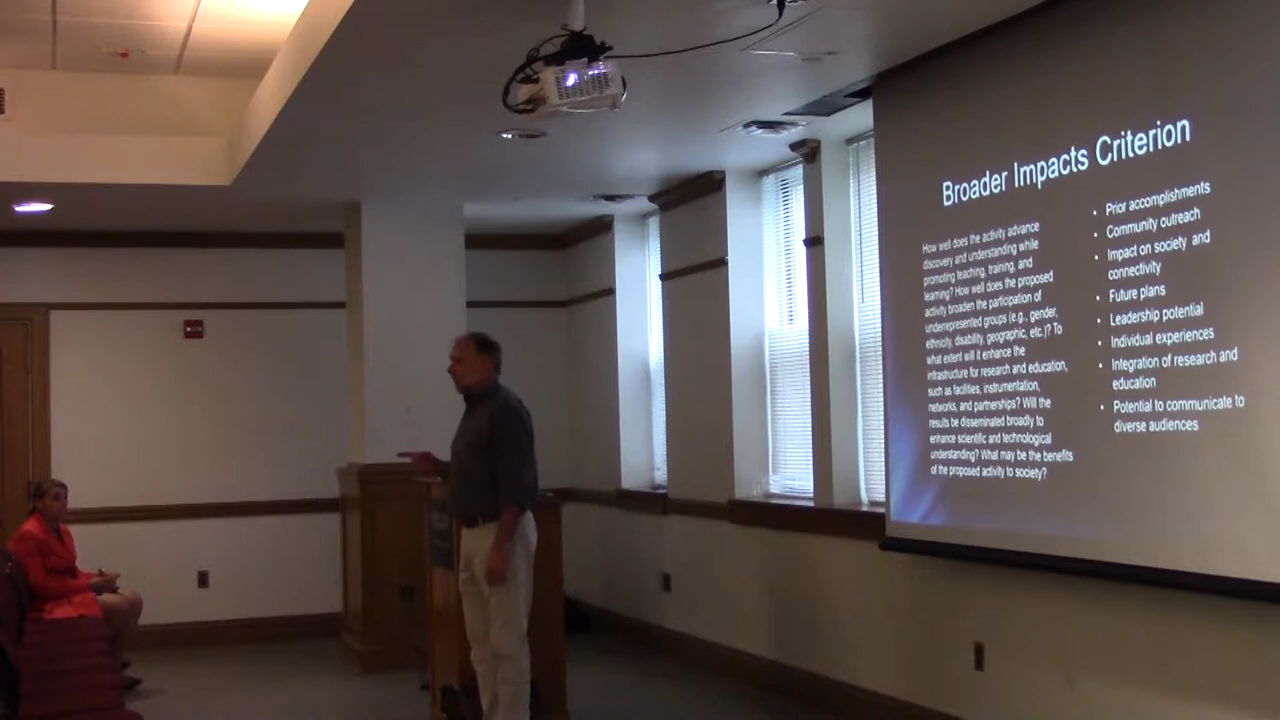 Broader Impacts Criterion
How well does the activity advance
discovery and understanding while
promoting teaching, training, and
learning? How well does the proposed
activity broaden the participation of
underrepresented groups (e.g., gender,
ethnicity, disability, geographic, etc.)? To
what extent will it enhance the
infrastructure for research and education,
such as facilities, instrumentation,
networks, and partnerships? Will the
results be disseminated broadly to
enhance scientific and technological
understanding? What may be the benefits
of the proposed activity to society?
• Prior accomplishments
• Community outreach
• Impact on society and
connectivity
• Future plans
• Leadership potential
• Individual experiences
• Integration of research and
education
• Potential to communicate to
diverse audiences